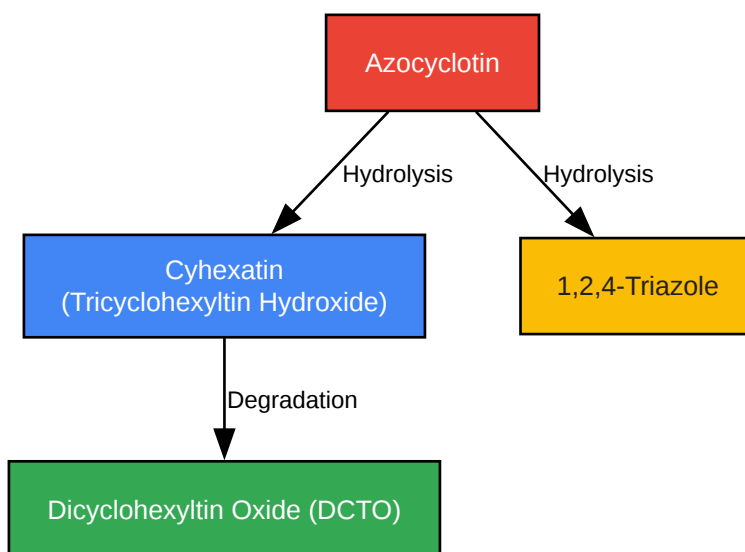 Azocyclotin
Hydrolysis
Hydrolysis
Cyhexatin
(Tricyclohexyltin Hydroxide)
1,2,4-Triazole
Degradation
Dicyclohexyltin Oxide (DCTO)